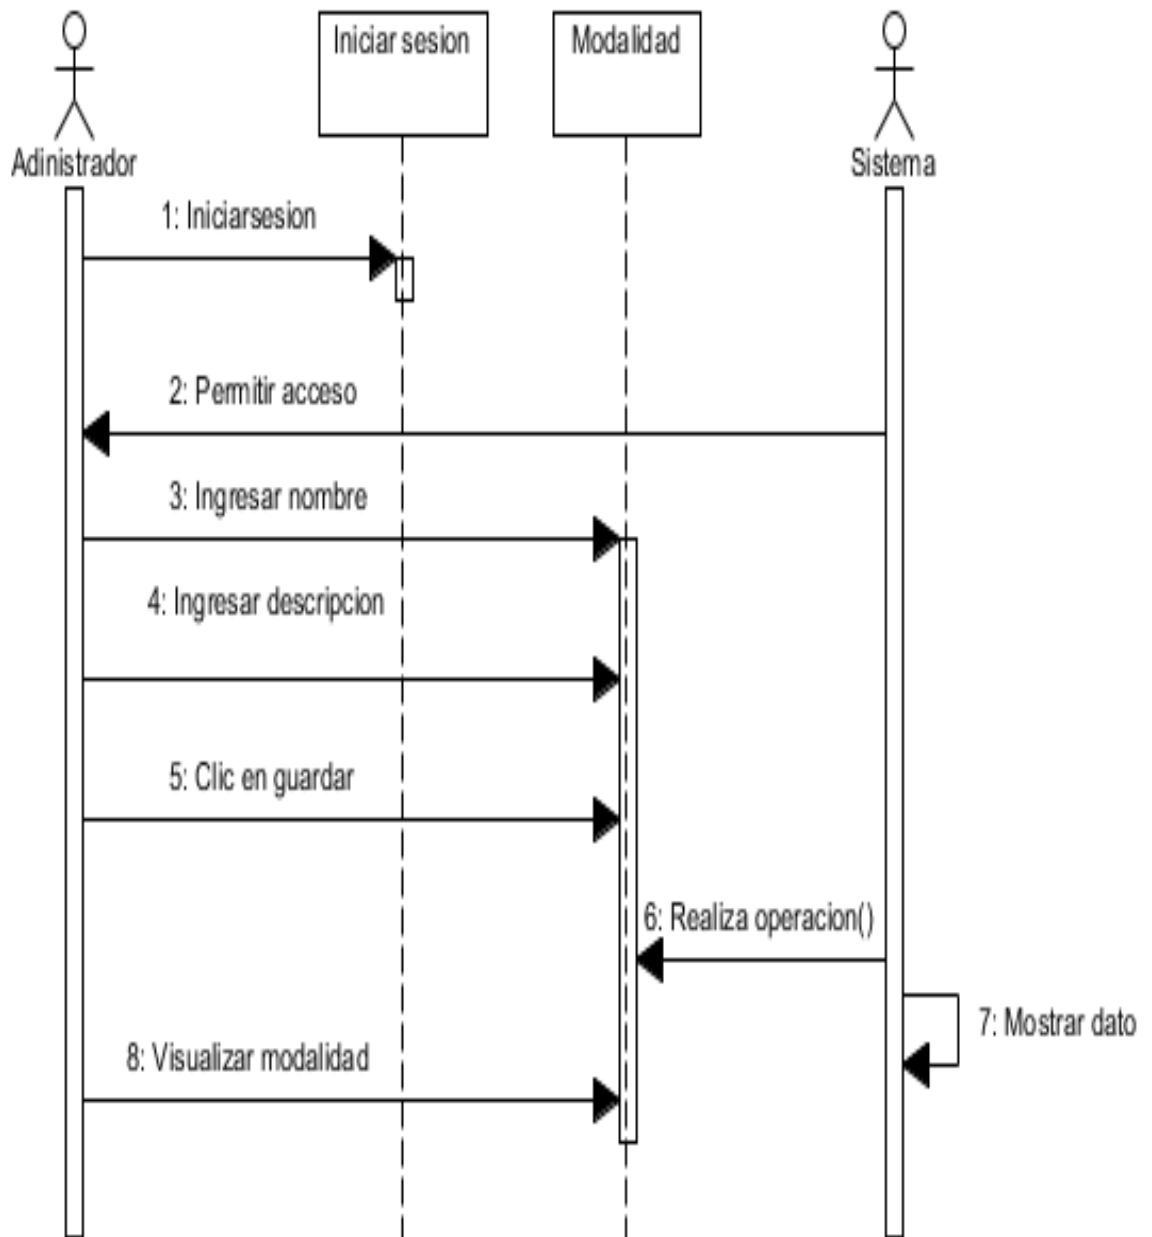 Iniciar sesion
Modalidad
Adinistrador
Sistema
1: Iniciarsesion
2: Permitir acceso
3: Ingresar nombre
4: Ingresar descripcion
5: Clic en guardar
6: Realiza operacion()
7: Mostrar dato
8: Visualizar modalidad